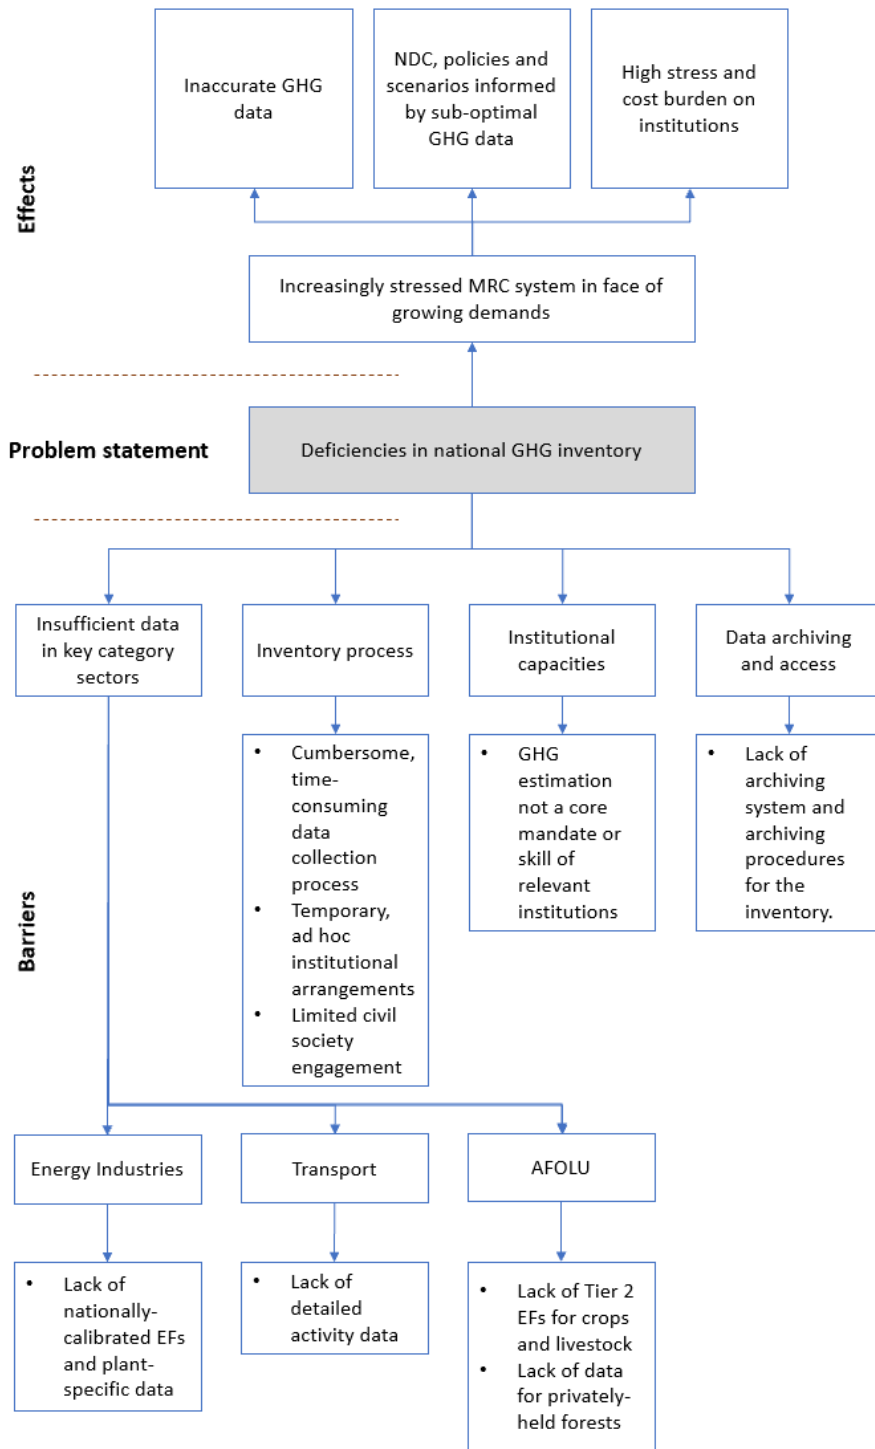 Effects
Inaccurate GHG
data
NDC, policies and
scenarios informed
by sub-optimal
GHG data
High stress and
cost burden on
institutions
Increasingly stressed MRC system in face of
growing demands
Problem statement
Deficiencies in national GHG inventory
Barriers
Insufficient data
in key category
sectors
Inventory process
Institutional
capacities
Data archiving
and access
• Cumbersome,
time-
consuming
data
collection
process
• Temporary,
ad hoc
institutional
arrangements
• Limited civil
society
engagement
• GHG
estimation
not a core
mandate or
skill of
relevant
institutions
• Lack of
archiving
system and
archiving
procedures
for the
inventory.
Energy Industries
Transport
AFOLU
• Lack of
nationally-
calibrated EFs
and plant-
specific data
• Lack of
detailed
activity data
• Lack of Tier 2
EFs for crops
and livestock
• Lack of data
for privately-
held forests